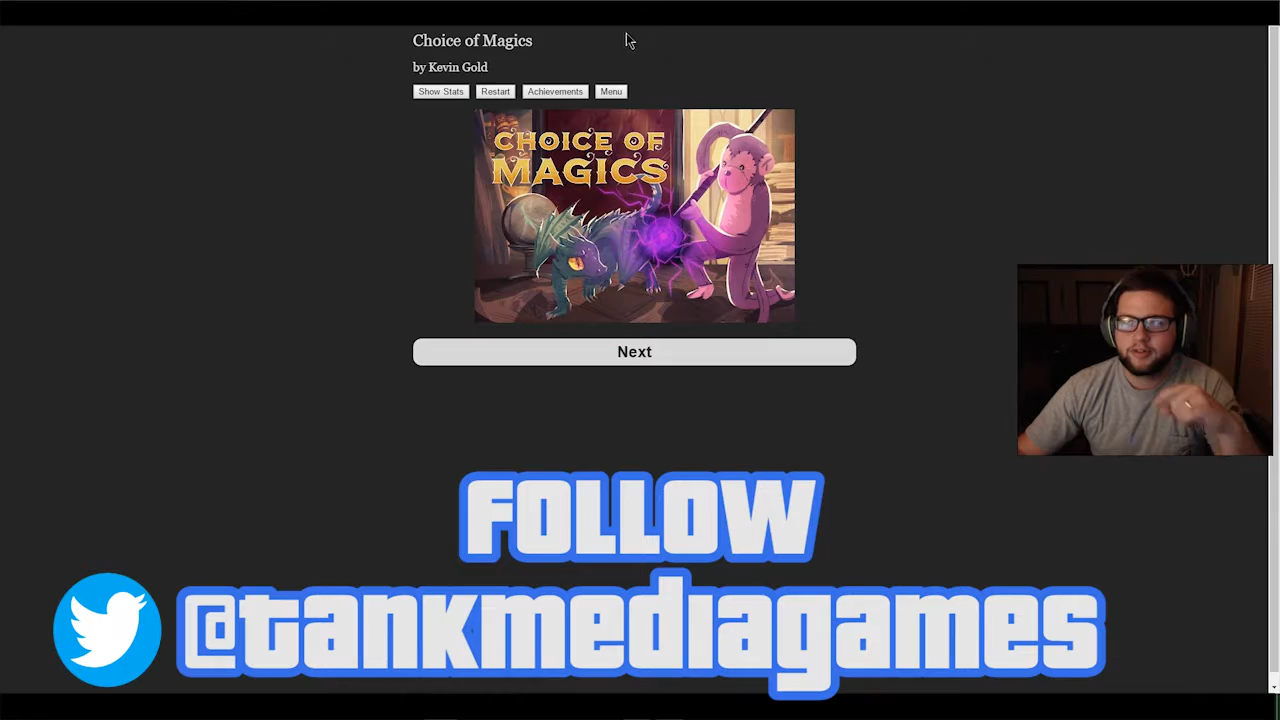 Choice of Magics
by Kevin Gold
Show Stats Restart Achievements Menu
CHOICE OF
MAGICS
Next
FOLLOW
@tankmediagames